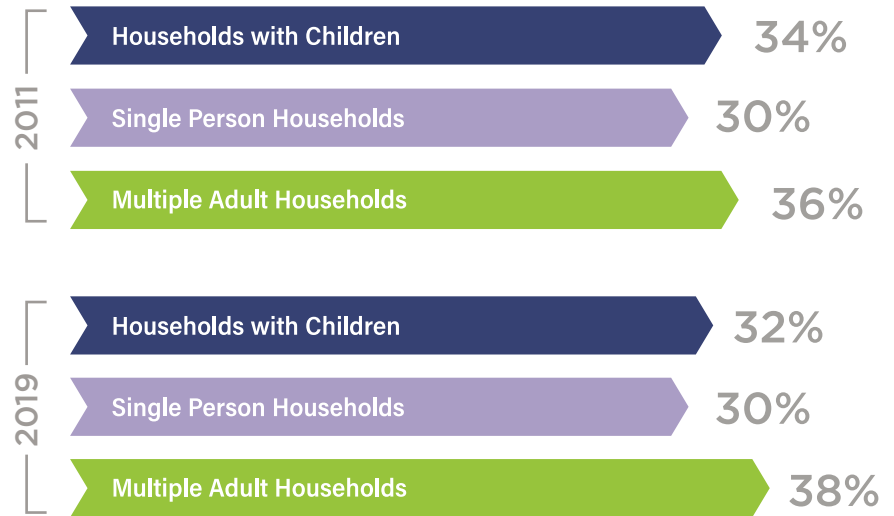 2011
Households with Children 34%
Single Person Households 30%
Multiple Adult Households 36%
2019
Households with Children 32%
Single Person Households 30%
Multiple Adult Households 38%